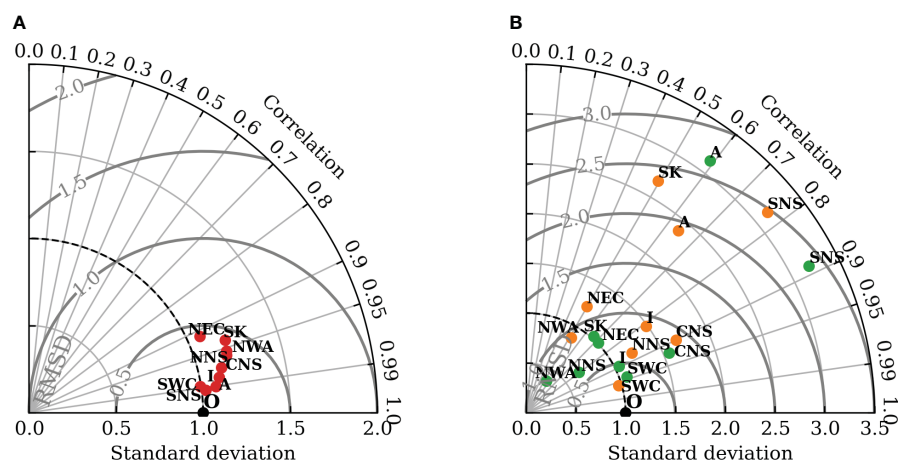 A
0.0 0.1 0.2 0.3 0.4 0.5 0.6 0.7 0.8 0.9 0.95 0.99 1.0
Correlation
2.0
1.5
1.0
0.5
RMSD
NEC SK
NWA
NNS CNS
I
SWC A
SNS
O
0.0 0.5 1.0 1.5 2.0
Standard deviation
B
0.0 0.1 0.2 0.3 0.4 0.5 0.6 0.7 0.8 0.9 0.95 0.99 1.0
Correlation
3.0
2.5
2.0
1.5
0.5
RMSD
A
SK
SNS
A
SNS
NEC
I
NWA SK NEC CNS
NNS CNS
I
NWA NNS SWC
SWC
O
0.0 0.5 1.0 1.5 2.0 2.5 3.0 3.5
Standard deviation